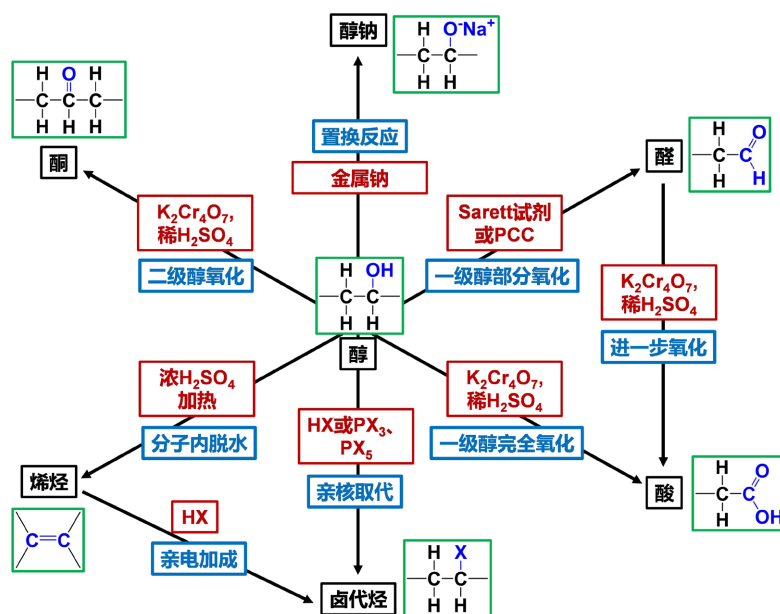 醇钠
H O⁻Na⁺
C C
H H
H O H
C C C
H H H
酮
置换反应
金属钠
醛
H O
C C
H H
K₂Cr₄O₇,
稀H₂SO₄
二级醇氧化
Sarett试剂
或PCC
一级醇部分氧化
H OH
C C
H H
醇
K₂Cr₄O₇,
稀H₂SO₄
进一步氧化
浓H₂SO₄
加热
分子内脱水
HX或PX₃、
PX₅
亲核取代
K₂Cr₄O₇,
稀H₂SO₄
一级醇完全氧化
烯烃
C=C
HX
亲电加成
酸
H O
C C
H OH
卤代烃
H X
C C
H H